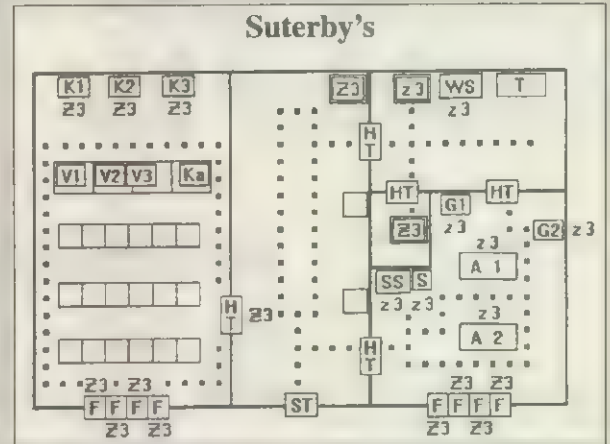 Suterby's
K1 K2 K3 Z3 z3 WS T
Z3 Z3 Z3 z3
H
T
V1 V2 V3 Ka HT HT
G1
Z3 z3 G2 z3
z3
A 1
SS S
z3 z3
H
T Z3
z3
A 2
H
T
Z3 Z3 Z3 Z3
F F F F ST F F F F
Z3 Z3 Z3 Z3